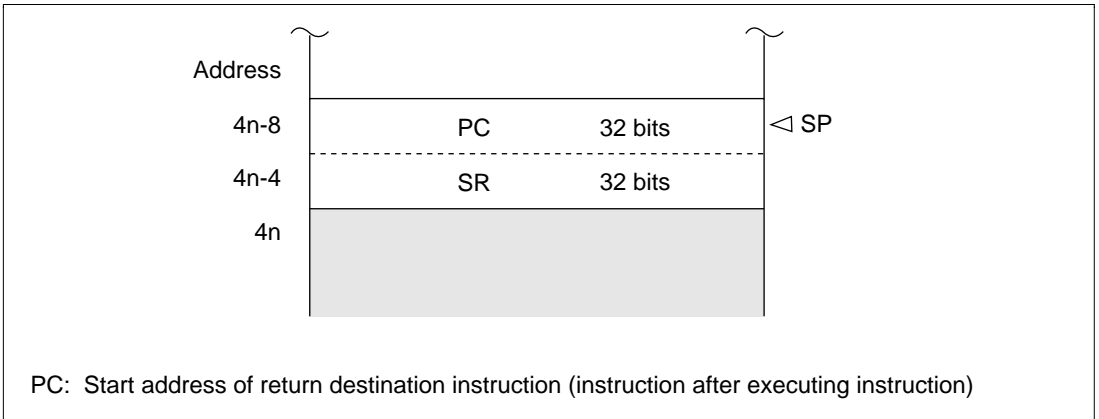 Address
4n-8 PC 32 bits SP
4n-4 SR 32 bits
4n
PC: Start address of return destination instruction (instruction after executing instruction)